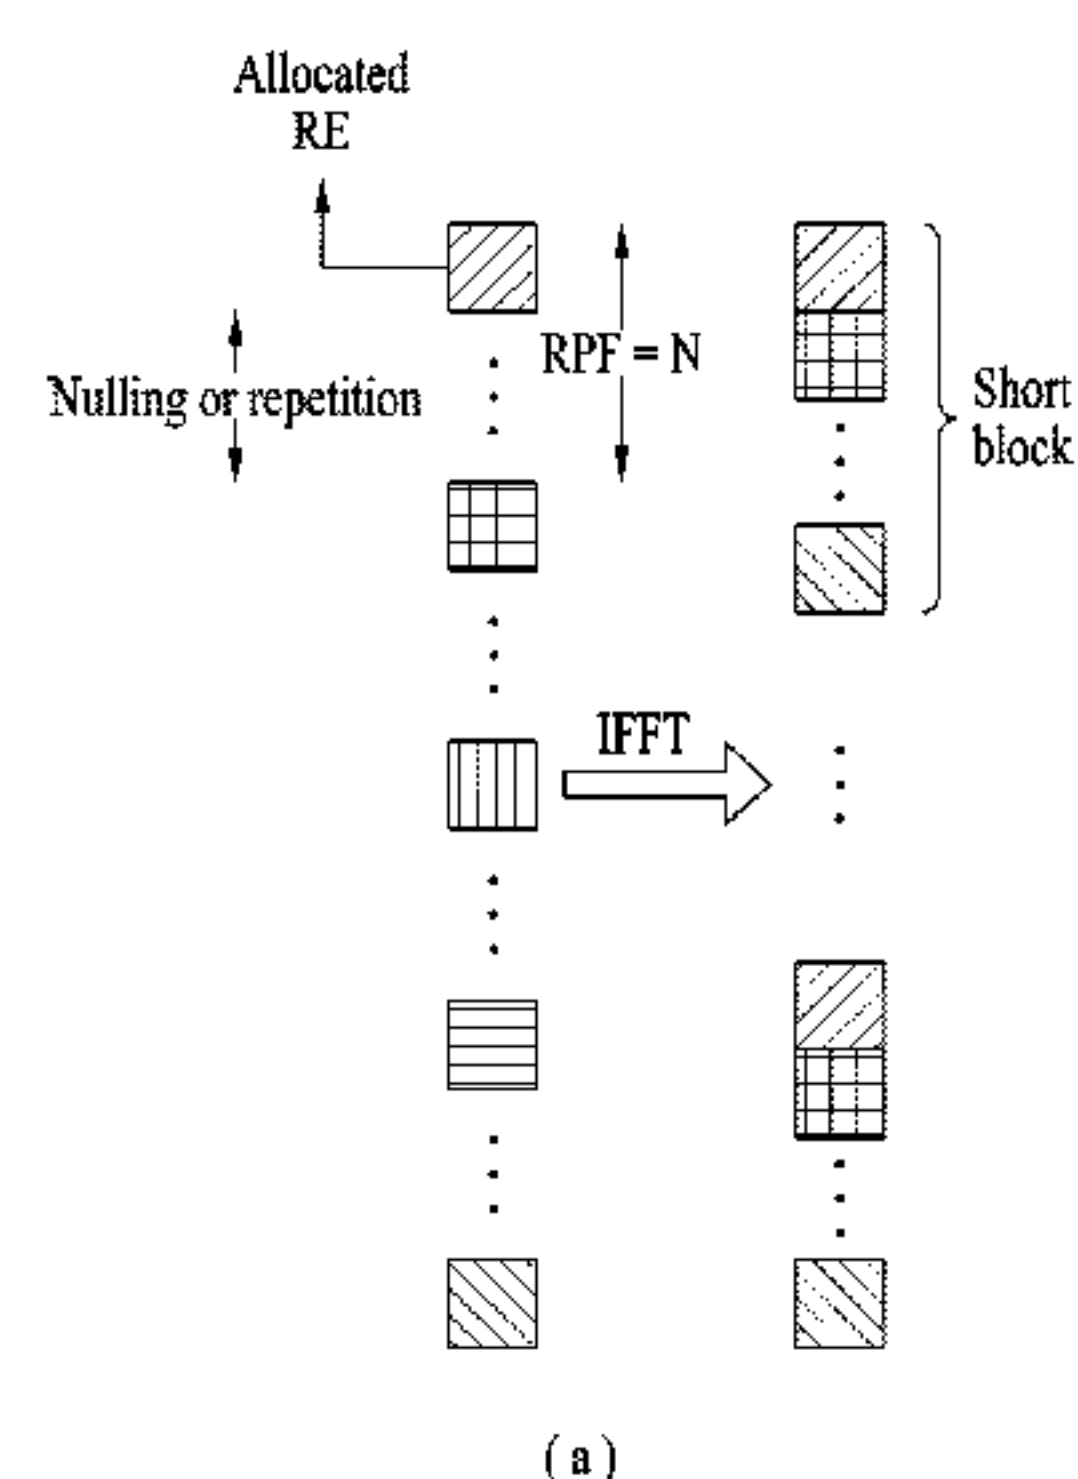 Allocated
RE
RPF = N
Nulling or repetition
Short
block
IFFT
( a )